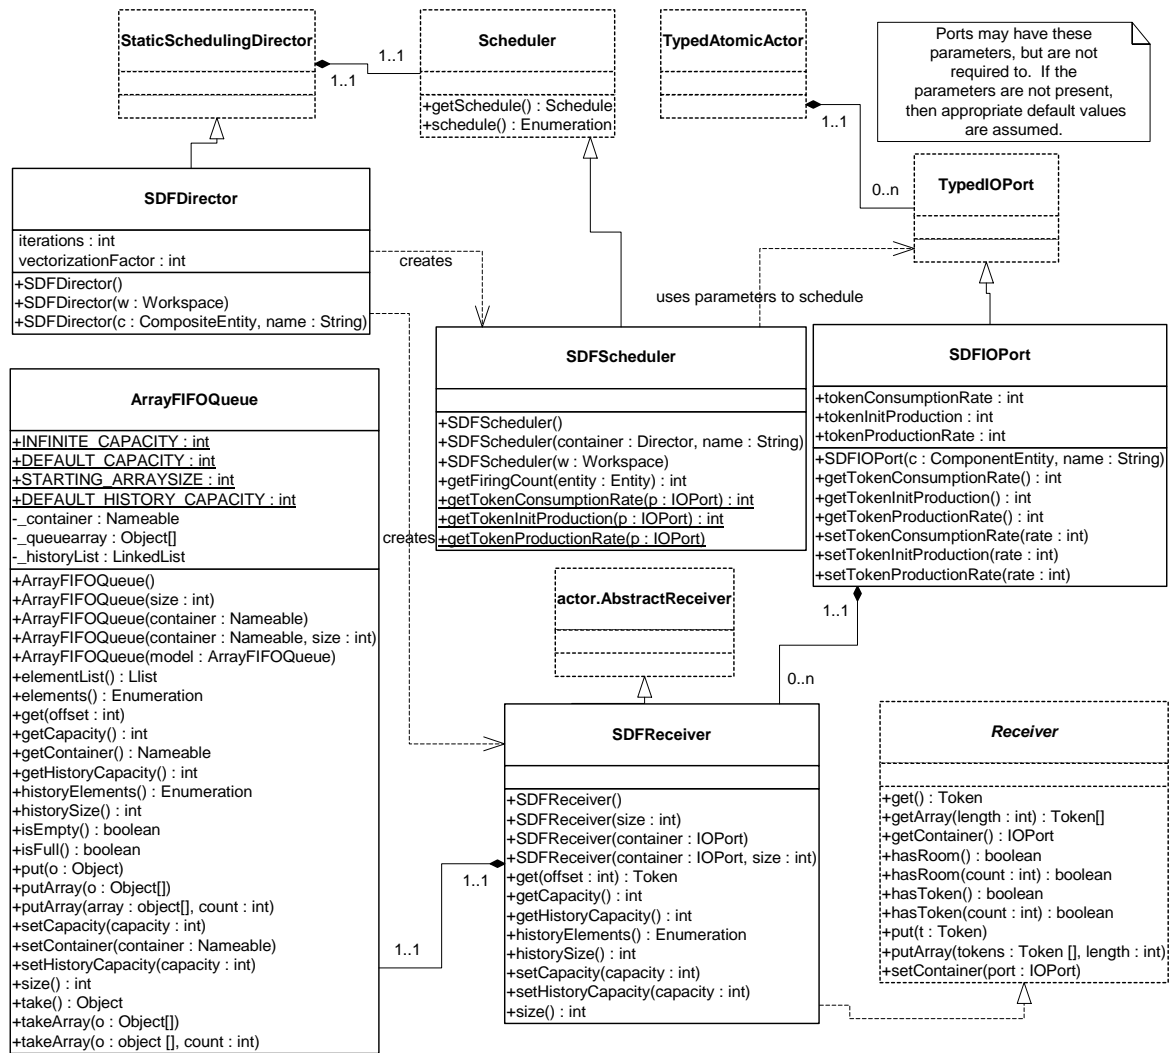 StaticSchedulingDirector
1..1
1..1
Scheduler
+getSchedule() : Schedule
+schedule() : Enumeration
TypedAtomicActor
1..1
0..n
Ports may have these
parameters, but are not
required to. If the
parameters are not present,
then appropriate default values
are assumed.
TypedIOPort
SDFDirector
iterations : int
vectorizationFactor : int
+SDFDirector()
+SDFDirector(w : Workspace)
+SDFDirector(c : CompositeEntity, name : String)
creates
uses parameters to schedule
SDFScheduler
+SDFScheduler()
+SDFScheduler(container : Director, name : String)
+SDFScheduler(w : Workspace)
+getFiringCount(entity : Entity) : int
+getTokenConsumptionRate(p : IOPort) : int
+getTokenInitProduction(p : IOPort) : int
+getTokenProductionRate(p : IOPort)
SDFIOPort
+tokenConsumptionRate : int
+tokenInitProduction : int
+tokenProductionRate : int
+SDFIOPort(c : ComponentEntity, name : String)
+getTokenConsumptionRate() : int
+getTokenInitProduction() : int
+getTokenProductionRate() : int
+setTokenConsumptionRate(rate : int)
+setTokenInitProduction(rate : int)
+setTokenProductionRate(rate : int)
1..1
0..n
ArrayFIFOQueue
+INFINITE_CAPACITY : int
+DEFAULT_CAPACITY : int
+STARTING_ARRAYSIZE : int
+DEFAULT_HISTORY_CAPACITY : int
-_container : Nameable
-_queuearray : Object[]
-_historyList : LinkedList
+ArrayFIFOQueue()
+ArrayFIFOQueue(size : int)
+ArrayFIFOQueue(container : Nameable)
+ArrayFIFOQueue(container : Nameable, size : int)
+ArrayFIFOQueue(model : ArrayFIFOQueue)
+elementList() : Llist
+elements() : Enumeration
+get(offset : int)
+getCapacity() : int
+getContainer() : Nameable
+getHistoryCapacity() : int
+historyElements() : Enumeration
+historySize() : int
+isEmpty() : boolean
+isFull() : boolean
+put(o : Object)
+putArray(o : Object[])
+putArray(array : object[], count : int)
+setCapacity(capacity : int)
+setContainer(container : Nameable)
+setHistoryCapacity(capacity : int)
+size() : int
+take() : Object
+takeArray(o : Object[])
+takeArray(o : object [], count : int)
creates
actor.AbstractReceiver
SDFReceiver
+SDFReceiver()
+SDFReceiver(size : int)
+SDFReceiver(container : IOPort)
+SDFReceiver(container : IOPort, size : int)
+get(offset : int) : Token
+getCapacity() : int
+getHistoryCapacity() : int
+historyElements() : Enumeration
+historySize() : int
+setCapacity(capacity : int)
+setHistoryCapacity(capacity : int)
+size() : int
1..1
1..1
Receiver
+get() : Token
+getArray(length : int) : Token[]
+getContainer() : IOPort
+hasRoom() : boolean
+hasRoom(count : int) : boolean
+hasToken() : boolean
+hasToken(count : int) : boolean
+put(t : Token)
+putArray(tokens : Token [], length : int)
+setContainer(port : IOPort)